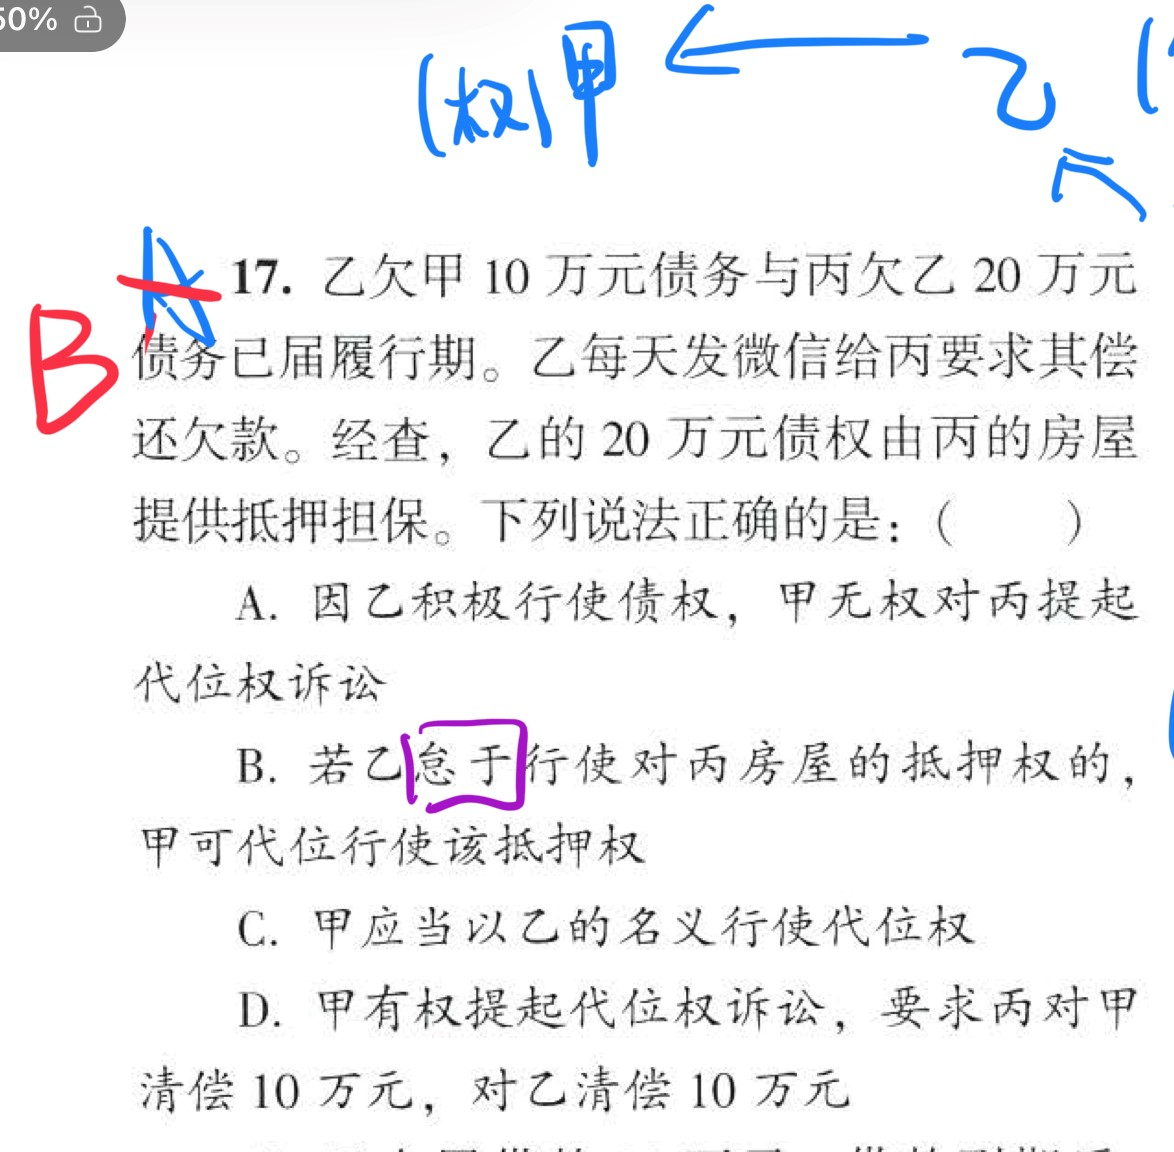 50%
(权)甲 ← 乙 (
A 17. 乙欠甲 10 万元债务与丙欠乙 20 万元
B 债务已届履行期。乙每天发微信给丙要求其偿
还欠款。经查，乙的 20 万元债权由丙的房屋
提供抵押担保。下列说法正确的是：(　　)
A. 因乙积极行使债权，甲无权对丙提起
代位权诉讼
B. 若乙怠于行使对丙房屋的抵押权的，
甲可代位行使该抵押权
C. 甲应当以乙的名义行使代位权
D. 甲有权提起代位权诉讼，要求丙对甲
清偿 10 万元，对乙清偿 10 万元